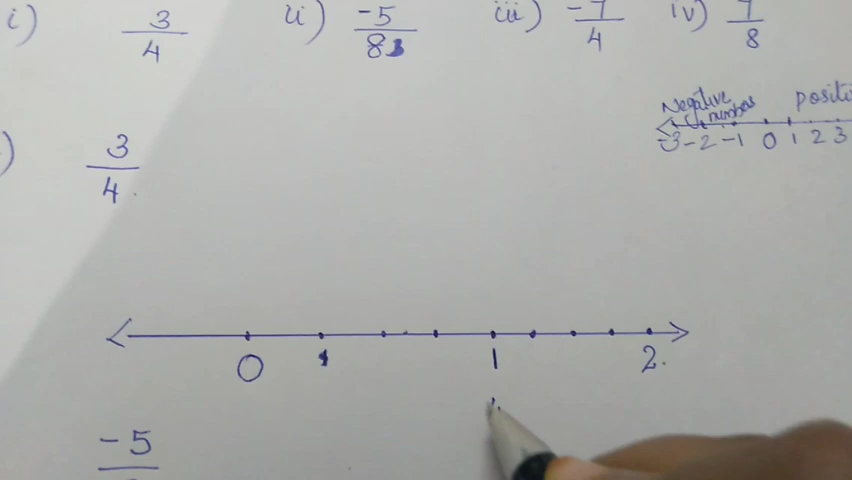 i) 3/4 ii) -5/8 iii) -7/4 iv) 7/8
Negative numbers
-3 -2 -1 0 1 2 3
) 3/4
0 1 2.
-5